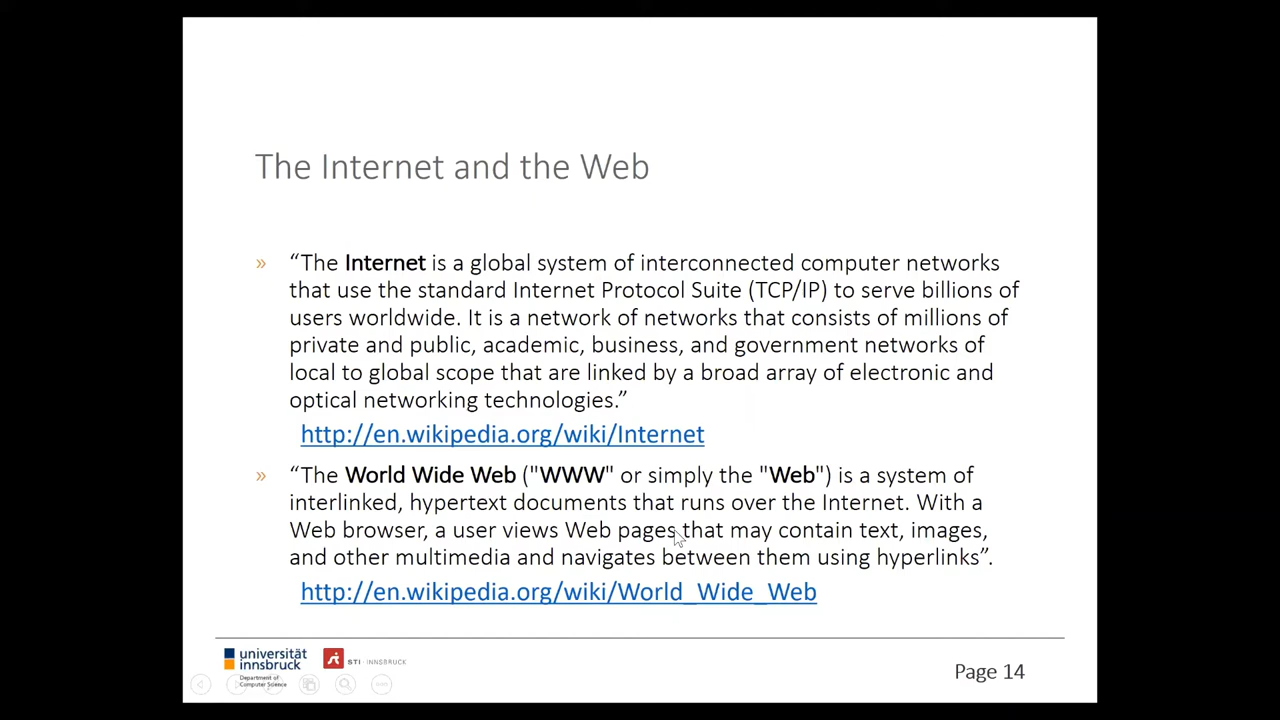 The Internet and the Web
» “The Internet is a global system of interconnected computer networks
that use the standard Internet Protocol Suite (TCP/IP) to serve billions of
users worldwide. It is a network of networks that consists of millions of
private and public, academic, business, and government networks of
local to global scope that are linked by a broad array of electronic and
optical networking technologies.”
http://en.wikipedia.org/wiki/Internet
» “The World Wide Web ("WWW" or simply the "Web") is a system of
interlinked, hypertext documents that runs over the Internet. With a
Web browser, a user views Web pages that may contain text, images,
and other multimedia and navigates between them using hyperlinks”.
http://en.wikipedia.org/wiki/World_Wide_Web
universität
innsbruck
Department of
Computer Science
STI · INNSBRUCK
Page 14